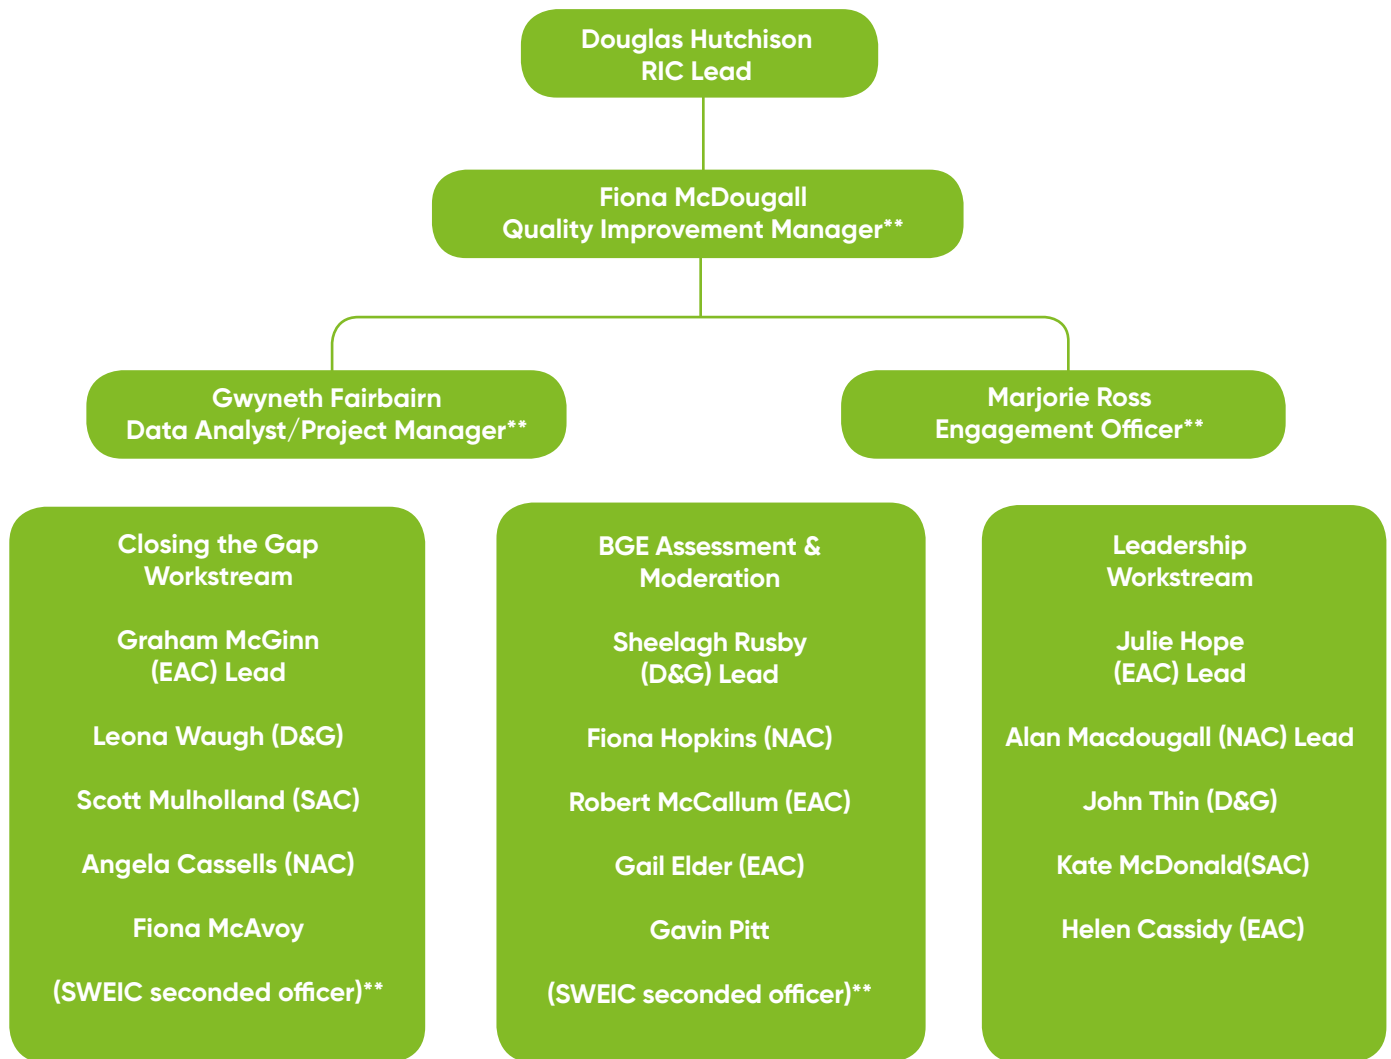 Douglas Hutchison
RIC Lead
Fiona McDougall
Quality Improvement Manager**
Gwyneth Fairbairn
Data Analyst/Project Manager**
Marjorie Ross
Engagement Officer**
Closing the Gap
Workstream
Graham McGinn
(EAC) Lead
Leona Waugh (D&G)
Scott Mulholland (SAC)
Angela Cassells (NAC)
Fiona McAvoy
(SWEIC seconded officer)**
BGE Assessment &
Moderation
Sheelagh Rusby
(D&G) Lead
Fiona Hopkins (NAC)
Robert McCallum (EAC)
Gail Elder (EAC)
Gavin Pitt
(SWEIC seconded officer)**
Leadership
Workstream
Julie Hope
(EAC) Lead
Alan Macdougall (NAC) Lead
John Thin (D&G)
Kate McDonald(SAC)
Helen Cassidy (EAC)